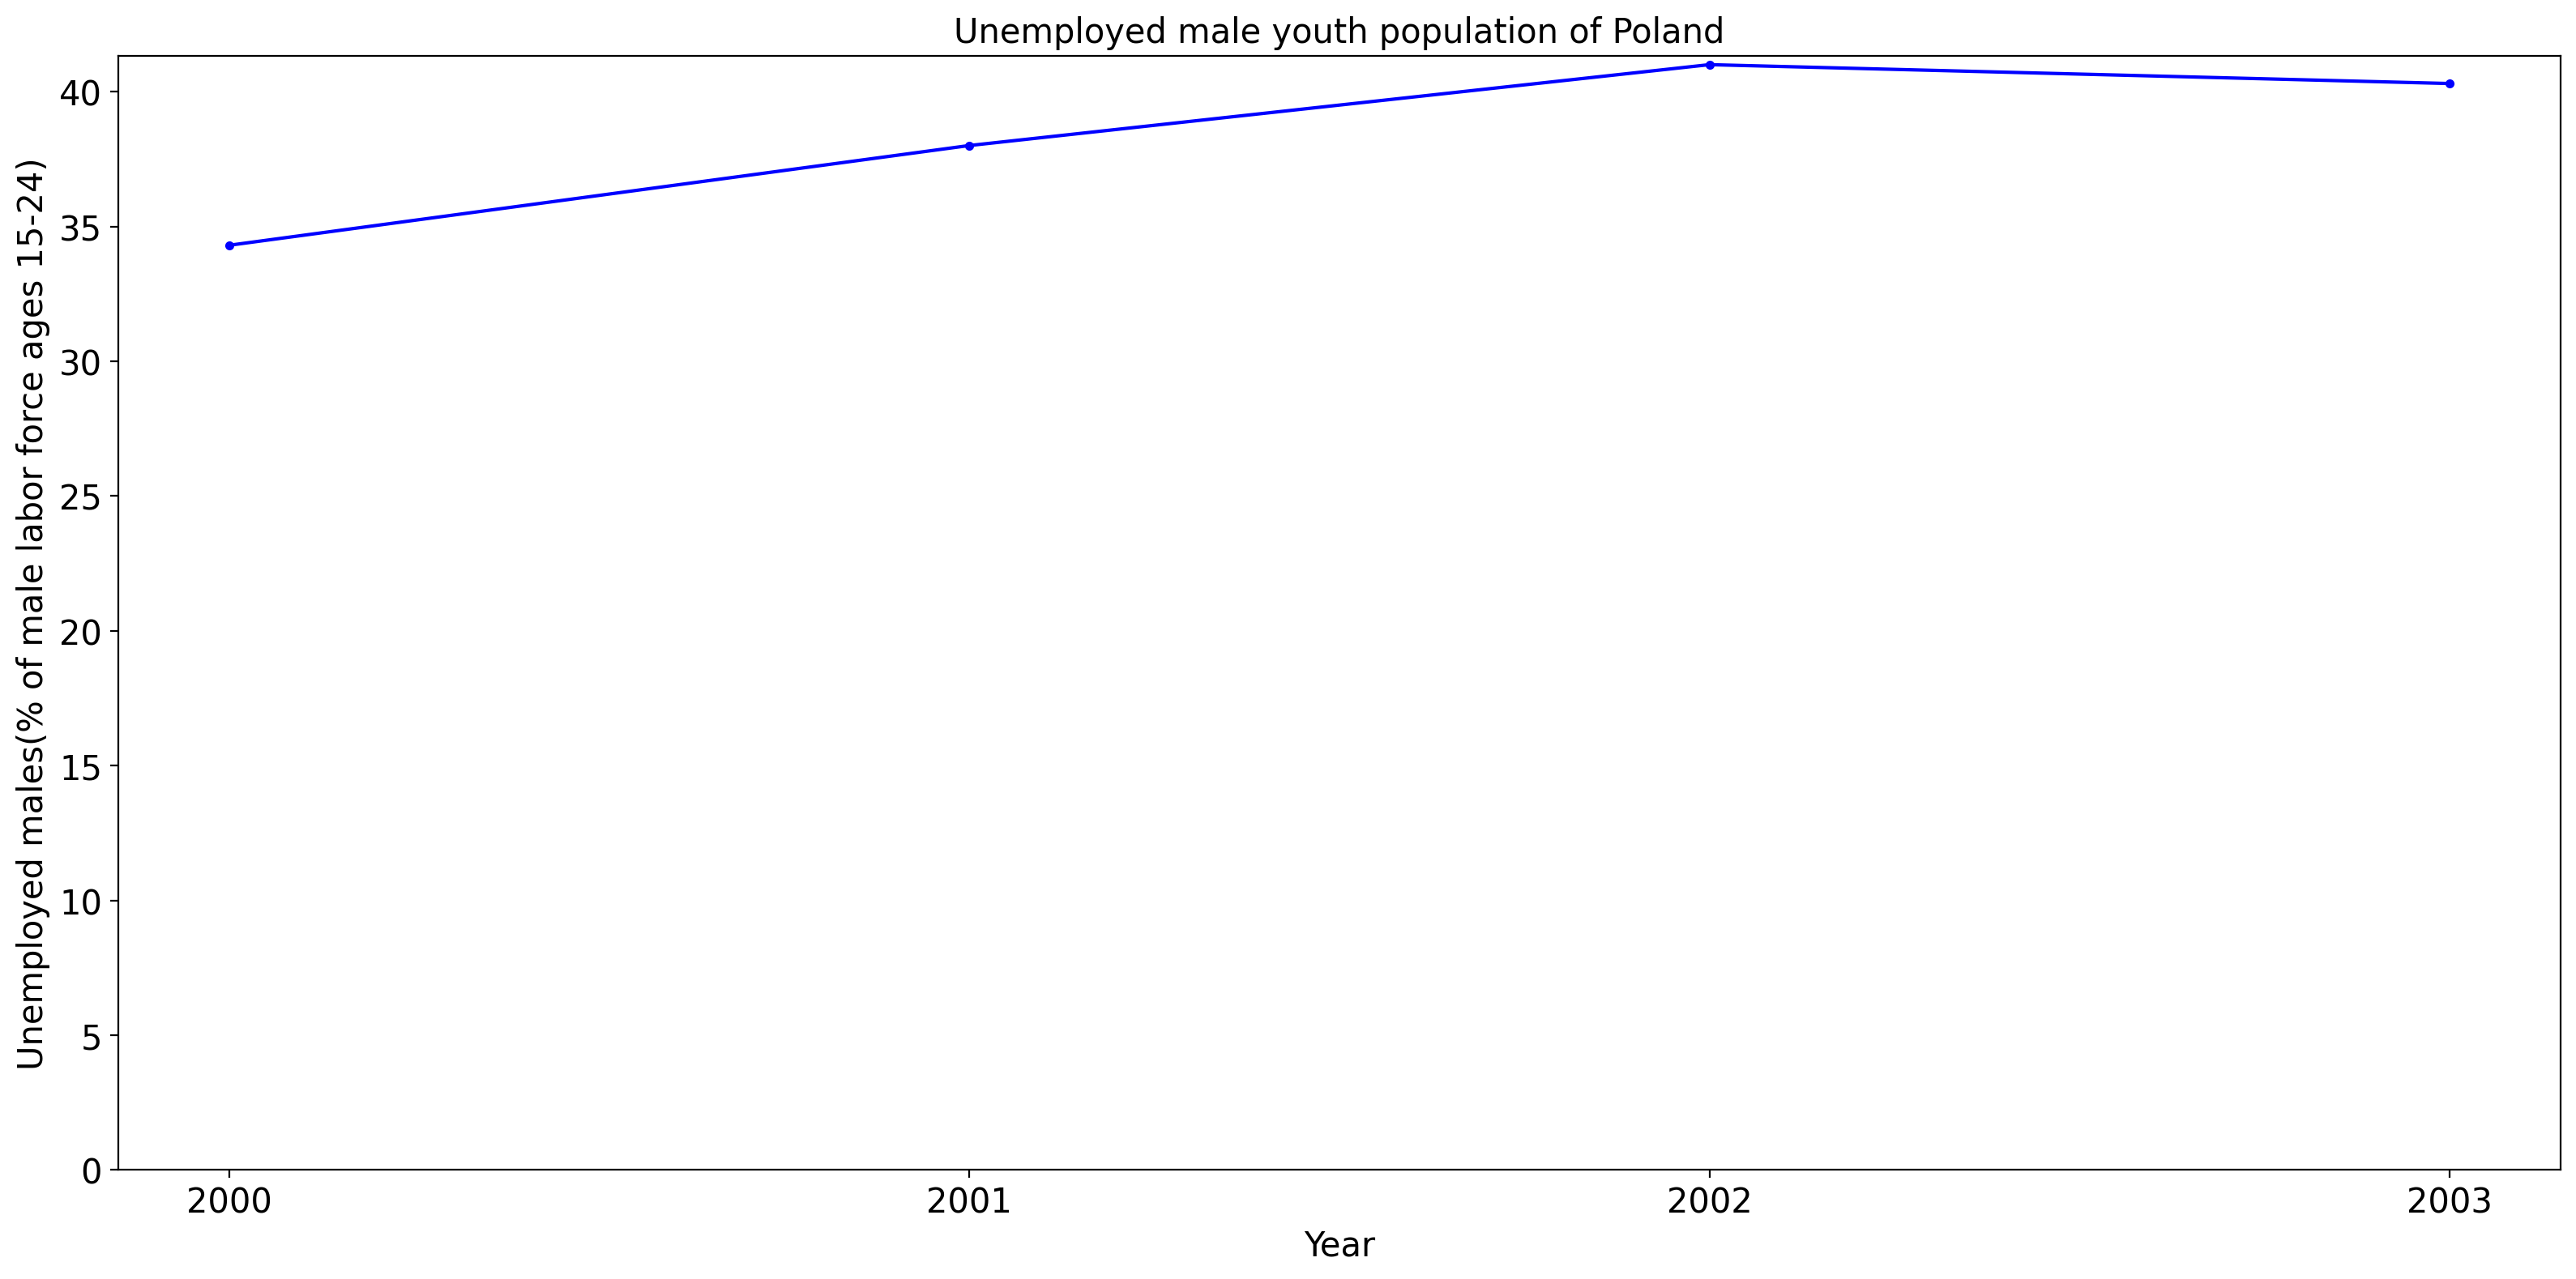 Unemployed male youth population of Poland
Unemployed males(% of male labor force ages 15-24)
40
35
30
25
20
15
10
5
0
2000 2001 2002 2003
Year